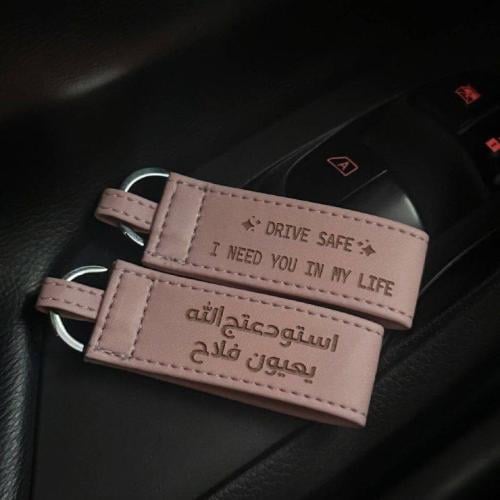 ✦ DRIVE SAFE ✦
I NEED YOU IN MY LIFE
استودعتج الله
يعيون فلاح
A